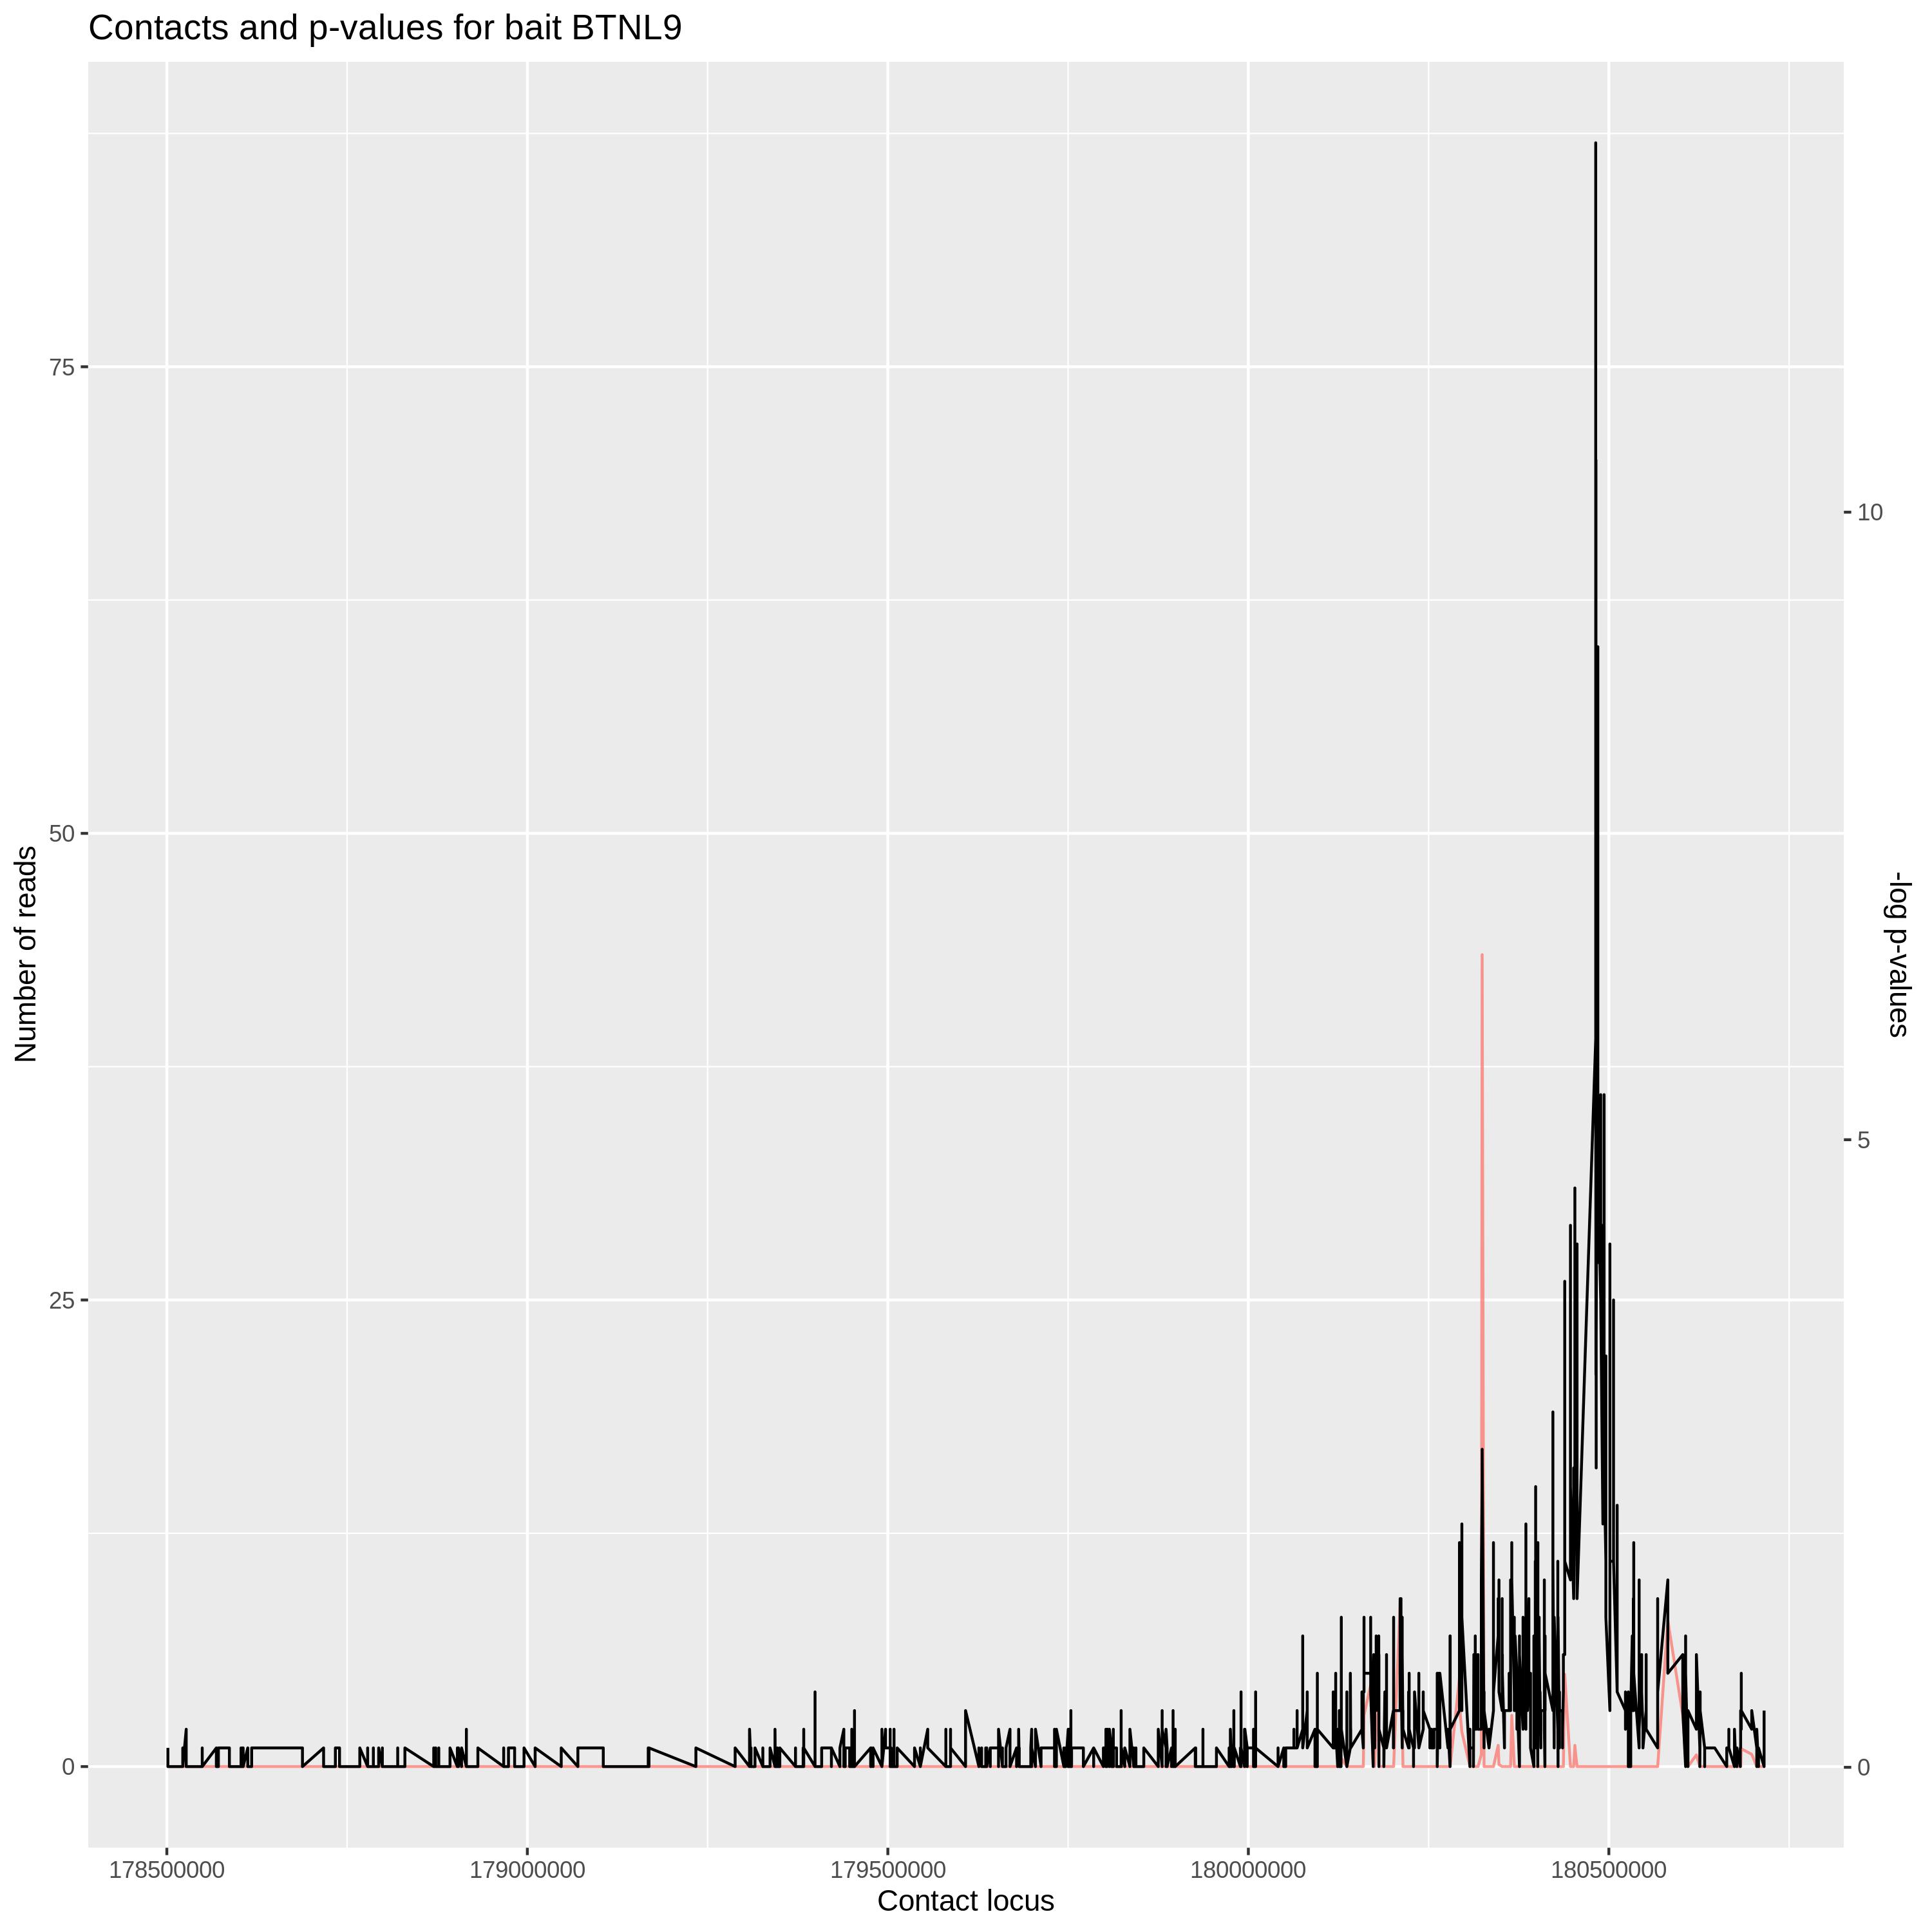 Contacts and p-values for bait BTNL9
75
50
25
0
10
5
0
Number of reads
-log p-values
178500000 179000000 179500000 180000000 180500000
Contact locus